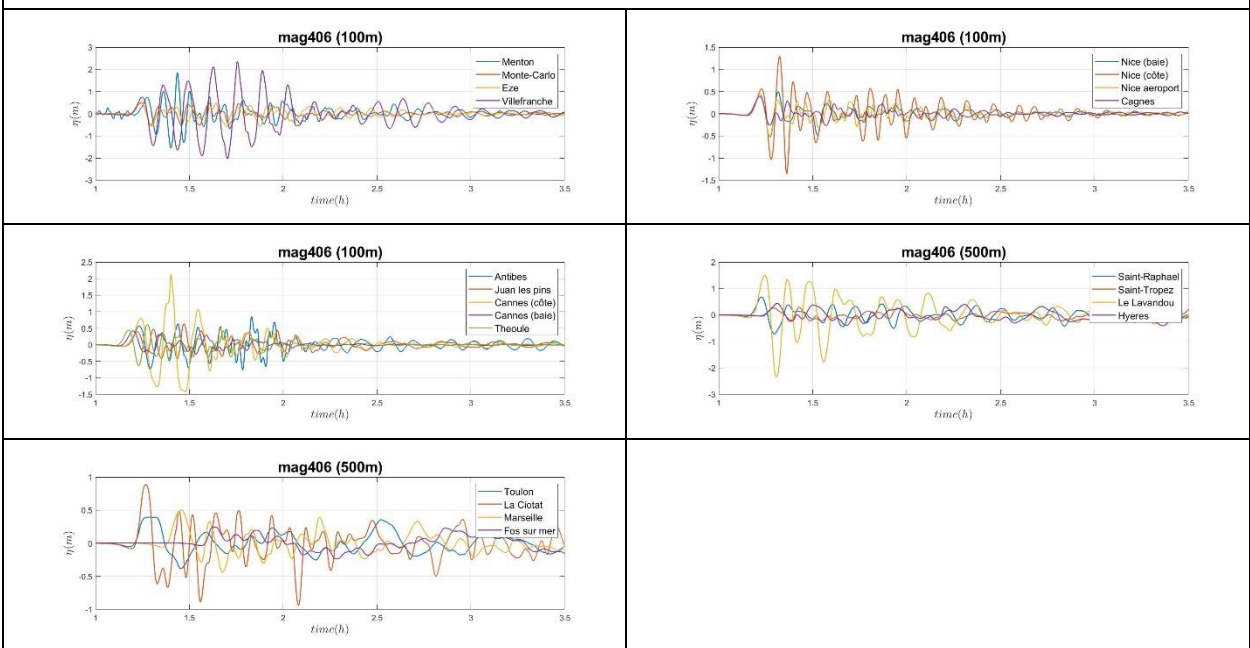 mag406 (100m)
3
2
1
0
-1
-2
-3
η(m)
Menton
Monte-Carlo
Eze
Villefranche
1
1.5
2
2.5
3
3.5
time(h)
mag406 (100m)
1.5
1
0.5
0
-0.5
-1
-1.5
η(m)
Nice (baie)
Nice (côte)
Nice aeroport
Cagnes
1
1.5
2
2.5
3
3.5
time(h)
mag406 (100m)
2.5
2
1.5
1
0.5
0
-0.5
-1
-1.5
η(m)
Antibes
Juan les pins
Cannes (côte)
Cannes (baie)
Theoule
1
1.5
2
2.5
3
3.5
time(h)
mag406 (500m)
2
1
0
-1
-2
-3
η(m)
Saint-Raphael
Saint-Tropez
Le Lavandou
Hyeres
1
1.5
2
2.5
3
3.5
time(h)
mag406 (500m)
1
0.5
0
-0.5
-1
η(m)
Toulon
La Ciotat
Marseille
Fos sur mer
1
1.5
2
2.5
3
3.5
time(h)